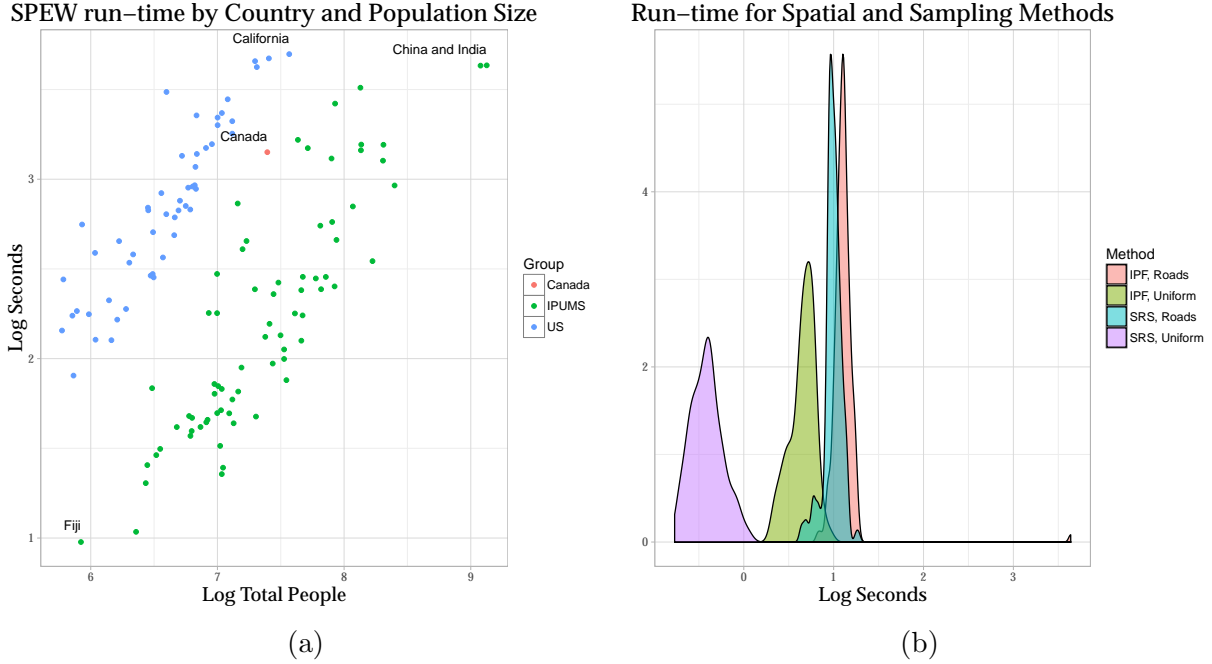 SPEW run−time by Country and Population Size
California
China and India
Canada
Fiji
3
2
1
6
7
8
9
Log Seconds
Log Total People
Group
Canada
IPUMS
US
(a)
Run−time for Spatial and Sampling Methods
4
2
0
0
1
2
3
Log Seconds
Method
IPF, Roads
IPF, Uniform
SRS, Roads
SRS, Uniform
(b)